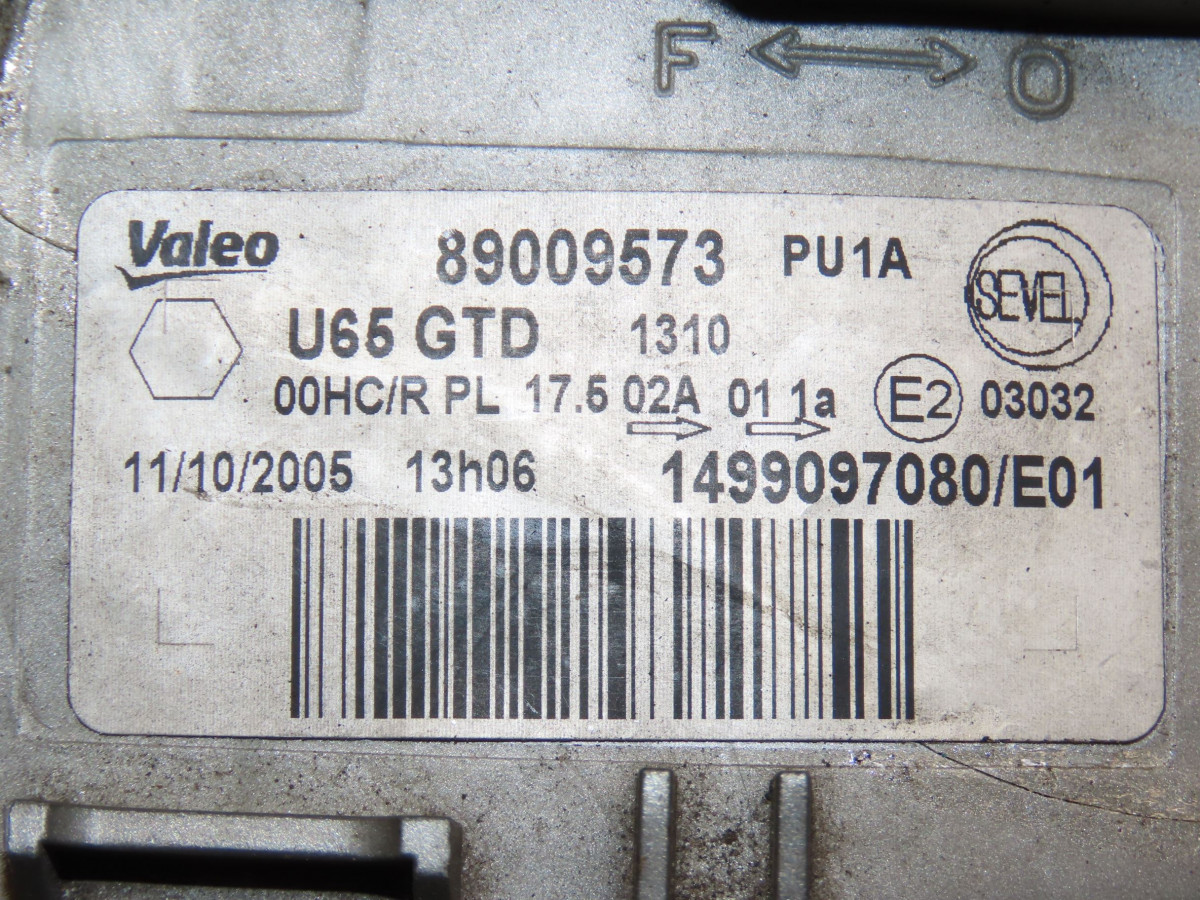 F O
Valeo 89009573 PU1A SEVEL
U65 GTD 1310
00HC/R PL 17.5 02A 01 1a E2 03032
11/10/2005 13h06 1499097080/E01